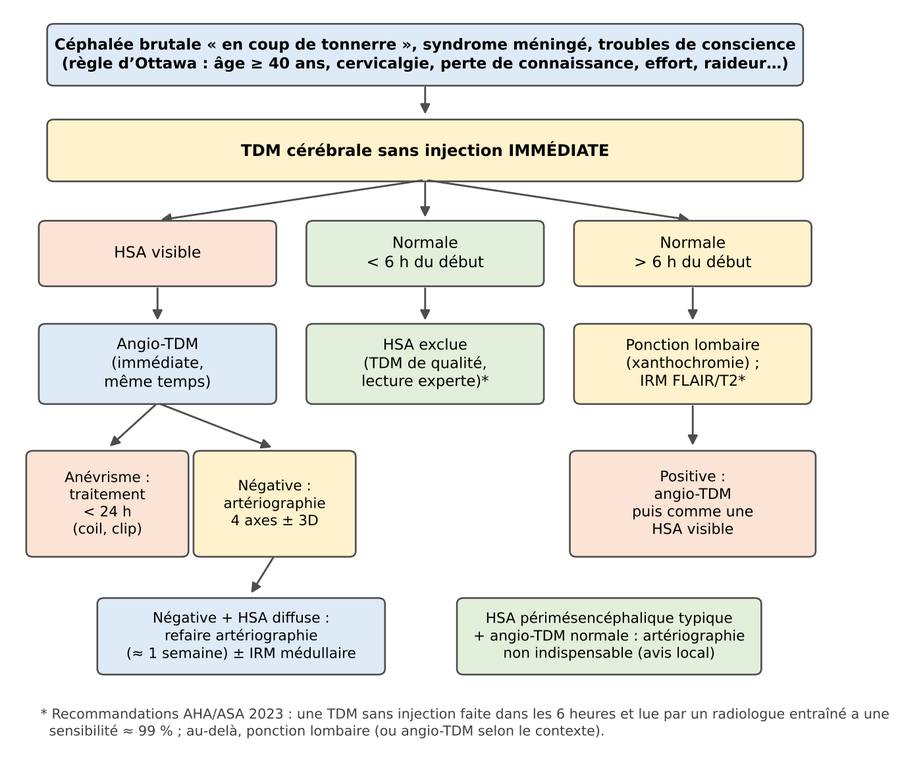 Céphalée brutale « en coup de tonnerre », syndrome méningé, troubles de conscience
(règle d’Ottawa : âge ≥ 40 ans, cervicalgie, perte de connaissance, effort, raideur…)
TDM cérébrale sans injection IMMÉDIATE
HSA visible
Normale
< 6 h du début
Normale
> 6 h du début
Angio-TDM
(immédiate,
même temps)
HSA exclue
(TDM de qualité,
lecture experte)*
Ponction lombaire
(xanthochromie) ;
IRM FLAIR/T2*
Anévrisme :
traitement
< 24 h
(coil, clip)
Négative :
artériographie
4 axes ± 3D
Positive :
angio-TDM
puis comme une
HSA visible
Négative + HSA diffuse :
refaire artériographie
(≈ 1 semaine) ± IRM médullaire
HSA périmésencéphalique typique
+ angio-TDM normale : artériographie
non indispensable (avis local)
* Recommandations AHA/ASA 2023 : une TDM sans injection faite dans les 6 heures et lue par un radiologue entraîné a une
sensibilité ≈ 99 % ; au-delà, ponction lombaire (ou angio-TDM selon le contexte).